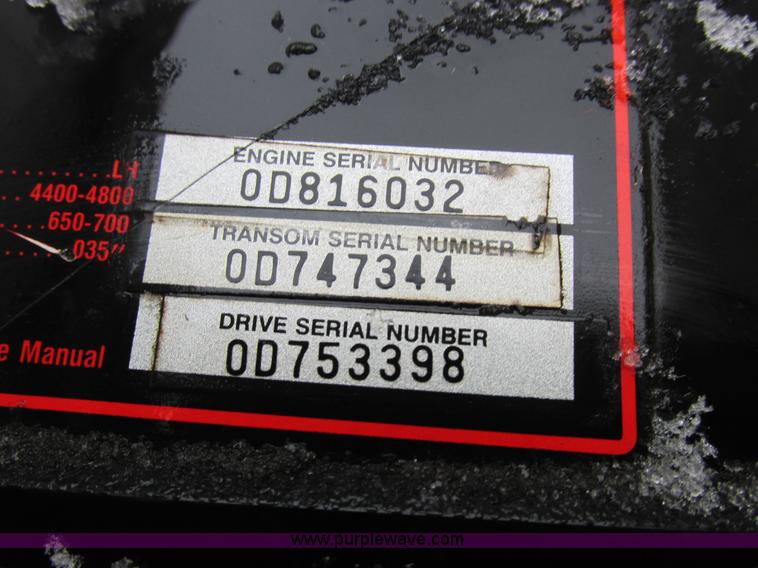 ENGINE SERIAL NUMBER
............LH
0D816032
.. 4400-4800
.... 650-700
TRANSOM SERIAL NUMBER
...... .035"
0D747344
DRIVE SERIAL NUMBER
Manual
0D753398
www.purplewave.com